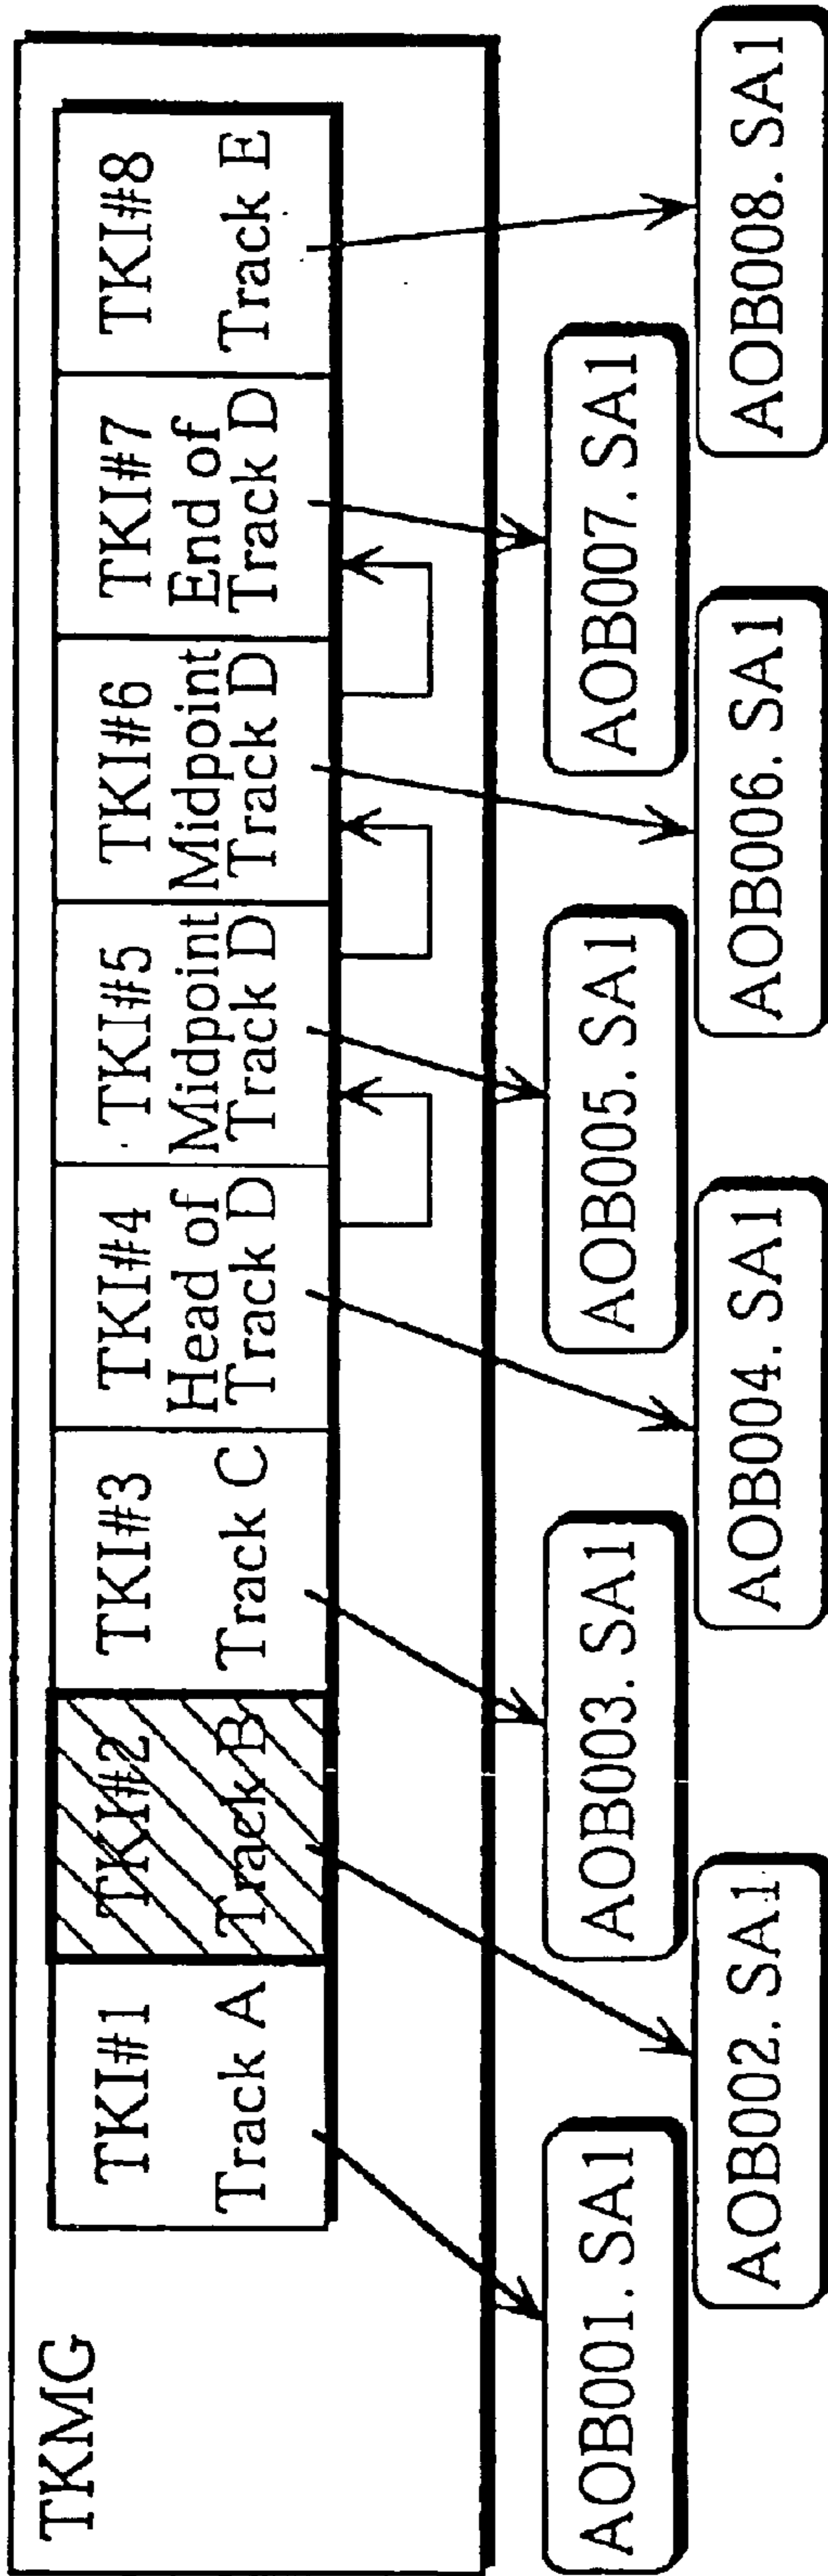 TKMG
TKI#1
Track A
TKI#2
Track B
TKI#3
Track C
TKI#4
Head of
Track D
TKI#5
Midpoint
Track D
TKI#6
Midpoint
Track D
TKI#7
End of
Track D
TKI#8
Track E
AOB001. SA1
AOB002. SA1
AOB003. SA1
AOB004. SA1
AOB005. SA1
AOB006. SA1
AOB007. SA1
AOB008. SA1